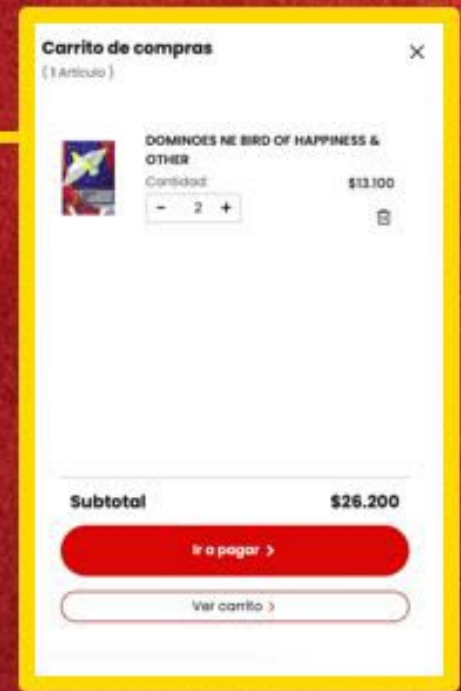 Carrito de compras
( 1 Artículo )
DOMINOES NE BIRD OF HAPPINESS &
OTHER
Cantidad:
$13.100
- 2 +
Subtotal
$26.200
Ir a pagar >
Ver carrito >